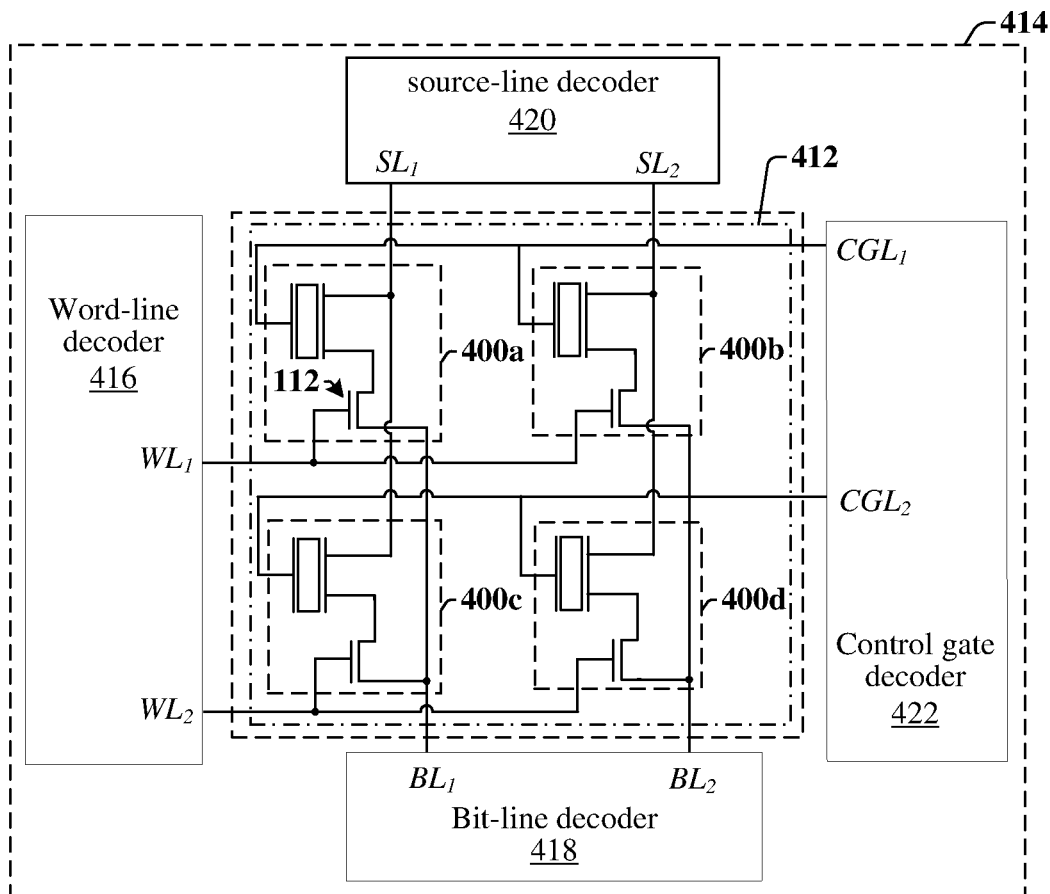 414
source-line decoder
420
SL1
SL2
412
CGL1
Word-line
decoder
416
400a
400b
112
WL1
CGL2
400c
400d
Control gate
decoder
422
WL2
BL1
BL2
Bit-line decoder
418